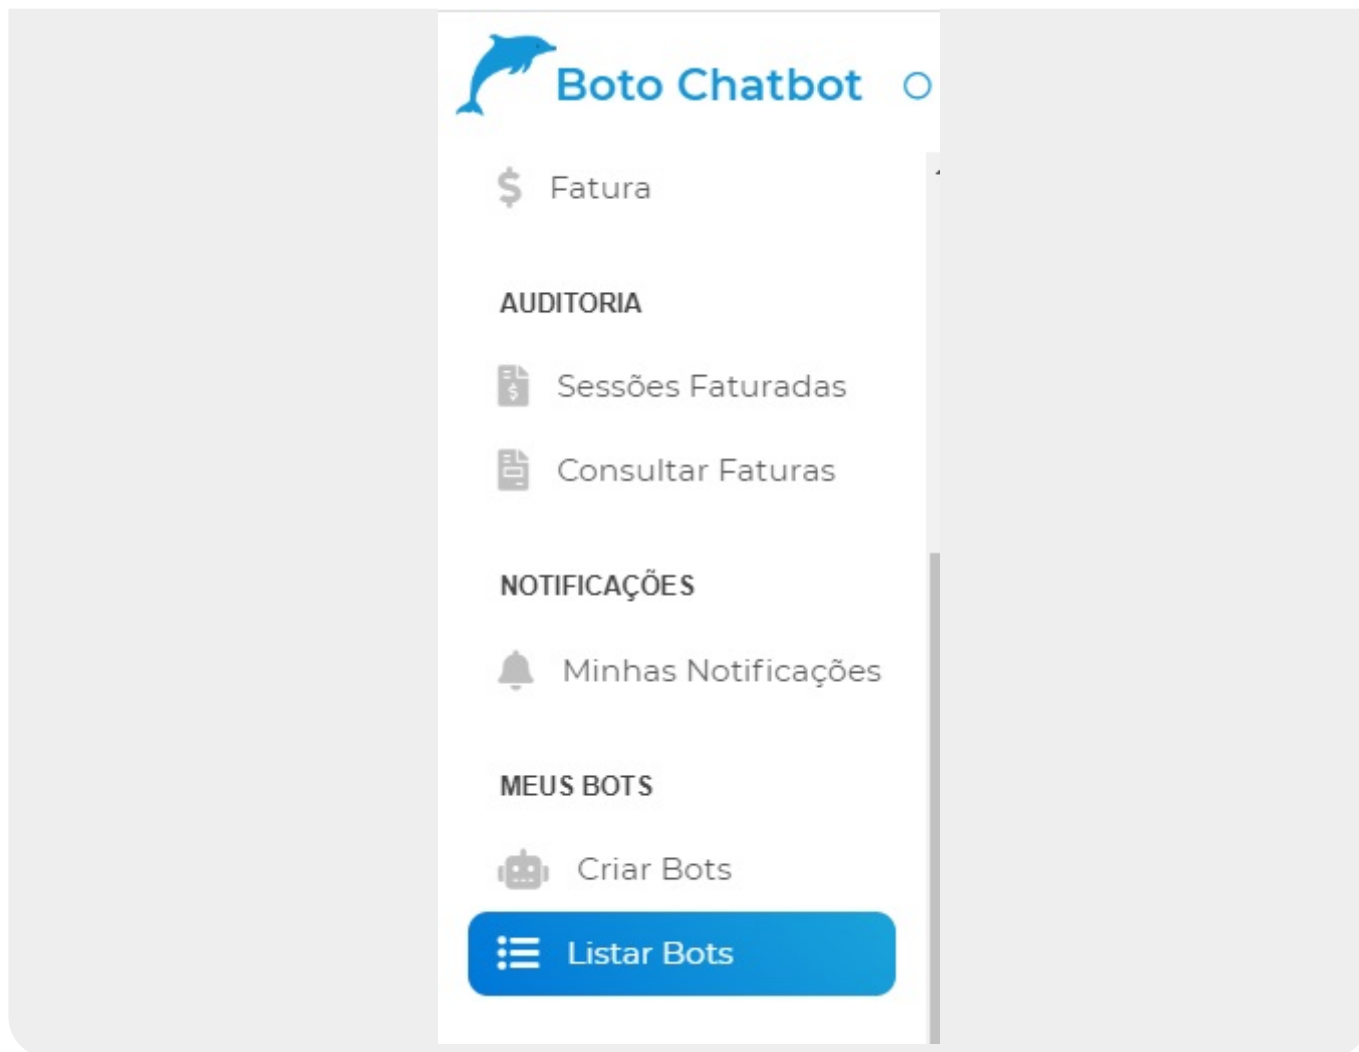 Boto Chatbot
Fatura
AUDITORIA
Sessões Faturadas
Consultar Faturas
NOTIFICAÇÕES
Minhas Notificações
MEUS BOTS
Criar Bots
Listar Bots